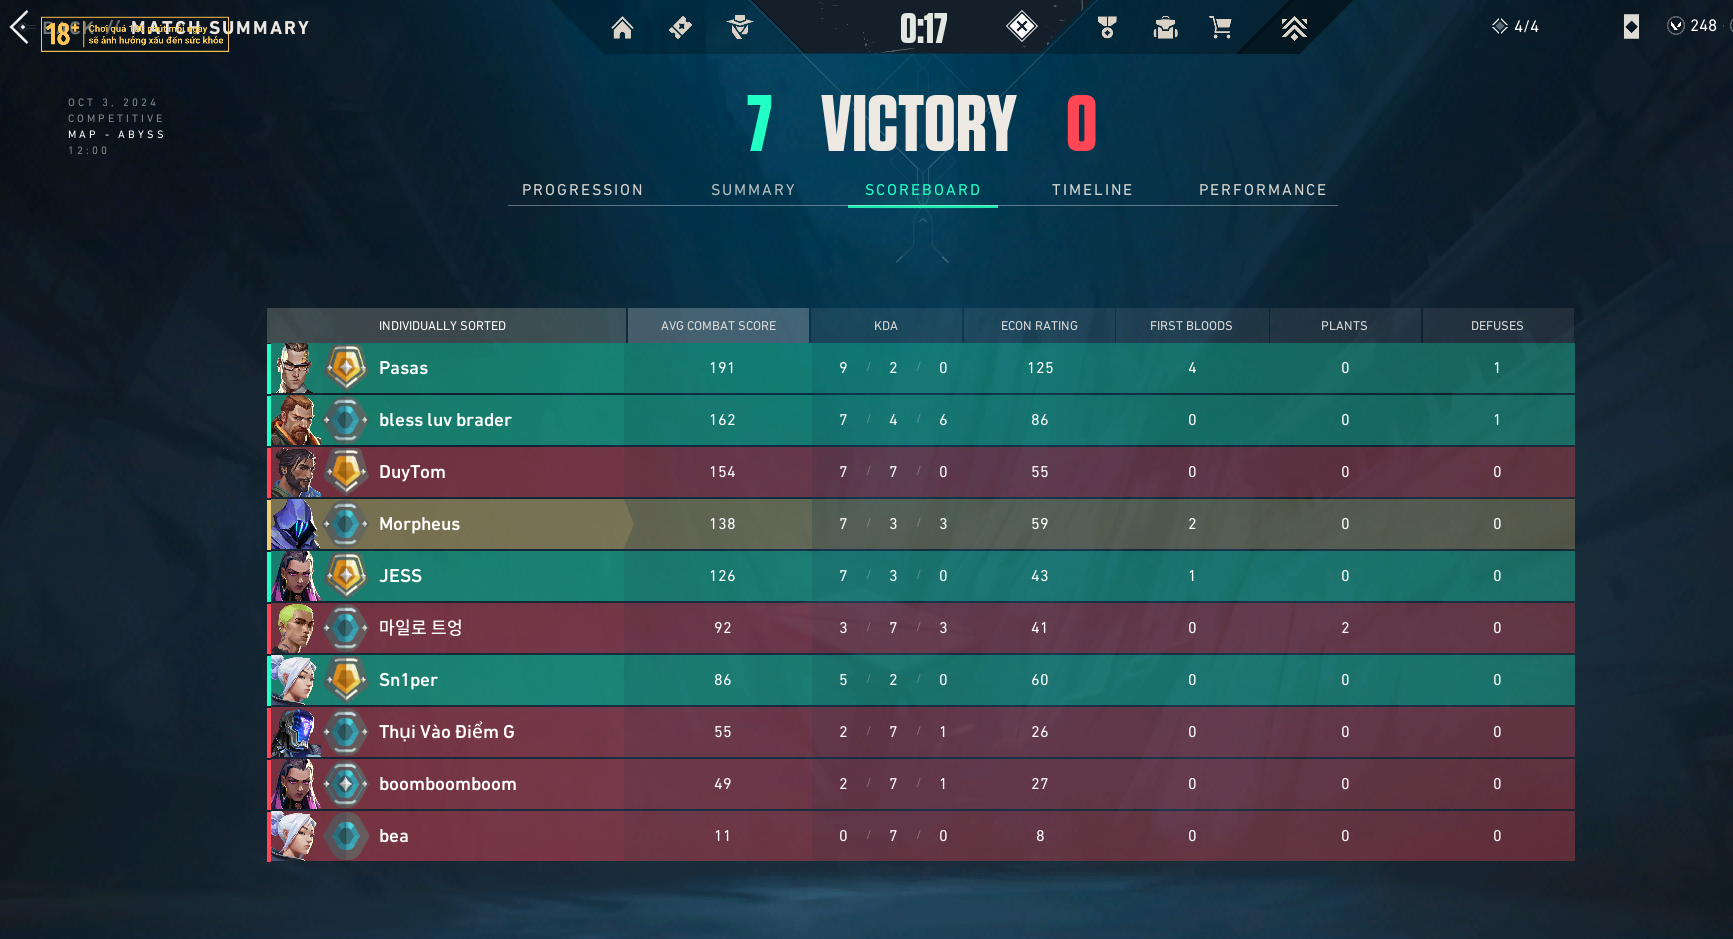 MATCH SUMMARY
18+
sẽ ảnh hưởng xấu đến sức khỏe
0:17
4/4
248
OCT 3, 2024
COMPETITIVE
MAP - ABYSS
12:00
7 VICTORY 0
PROGRESSION SUMMARY SCOREBOARD TIMELINE PERFORMANCE
INDIVIDUALLY SORTED AVG COMBAT SCORE KDA ECON RATING FIRST BLOODS PLANTS DEFUSES
Pasas 191 9 / 2 / 0 125 4 0 1
bless luv brader 162 7 / 4 / 6 86 0 0 1
DuyTom 154 7 / 7 / 0 55 0 0 0
Morpheus 138 7 / 3 / 3 59 2 0 0
JESS 126 7 / 3 / 0 43 1 0 0
마일로 트엉 92 3 / 7 / 3 41 0 2 0
Sn1per 86 5 / 2 / 0 60 0 0 0
Thụi Vào Điểm G 55 2 / 7 / 1 26 0 0 0
boomboomboom 49 2 / 7 / 1 27 0 0 0
bea 11 0 / 7 / 0 8 0 0 0